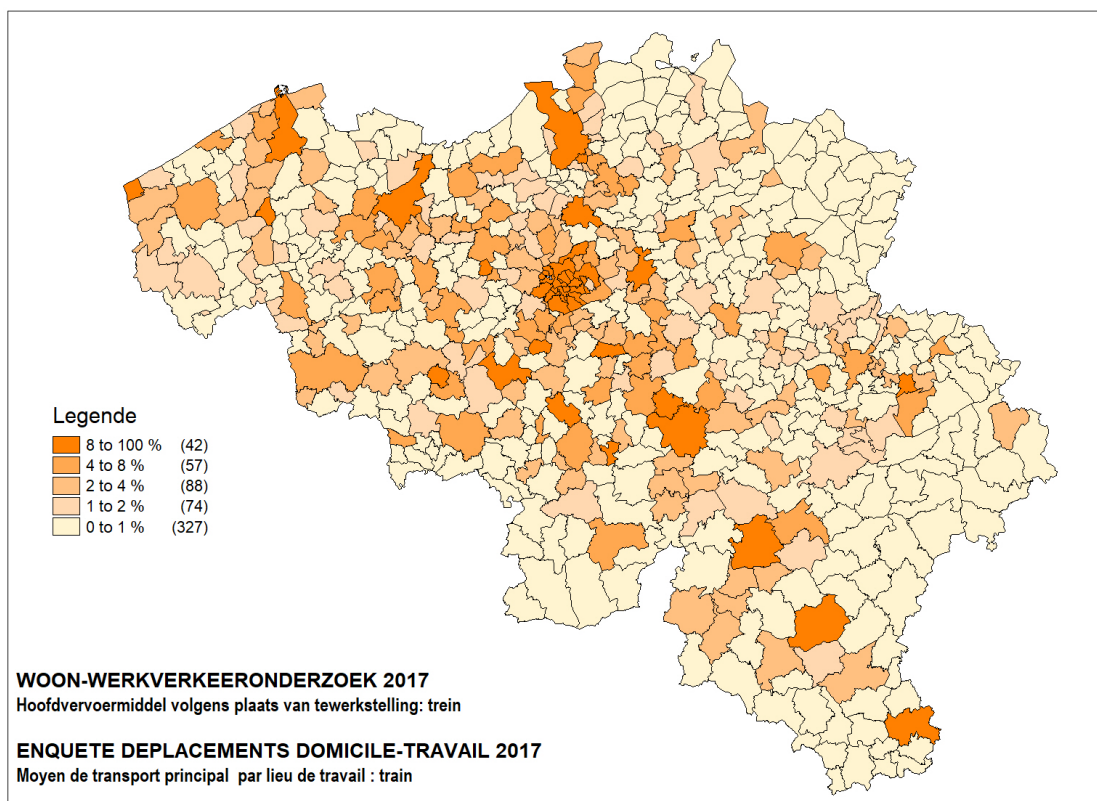 Legende
8 to 100 % (42)
4 to 8 % (57)
2 to 4 % (88)
1 to 2 % (74)
0 to 1 % (327)
WOON-WERKVERKEERONDERZOEK 2017
Hoofdvervoermiddel volgens plaats van tewerkstelling: trein
ENQUETE DEPLACEMENTS DOMICILE-TRAVAIL 2017
Moyen de transport principal par lieu de travail : train